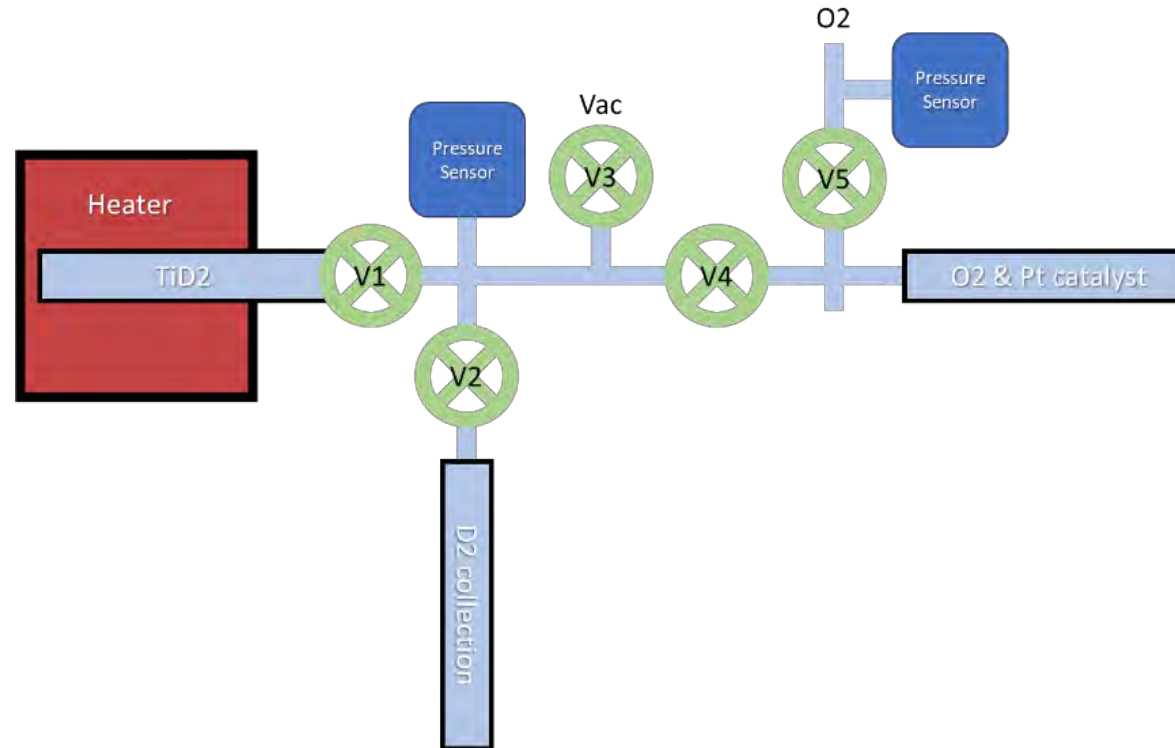 O2
Pressure
Sensor
Vac
Pressure
Sensor
V3
V5
Heater
TiD2
V1
V4
O2 & Pt catalyst
V2
D2 collection